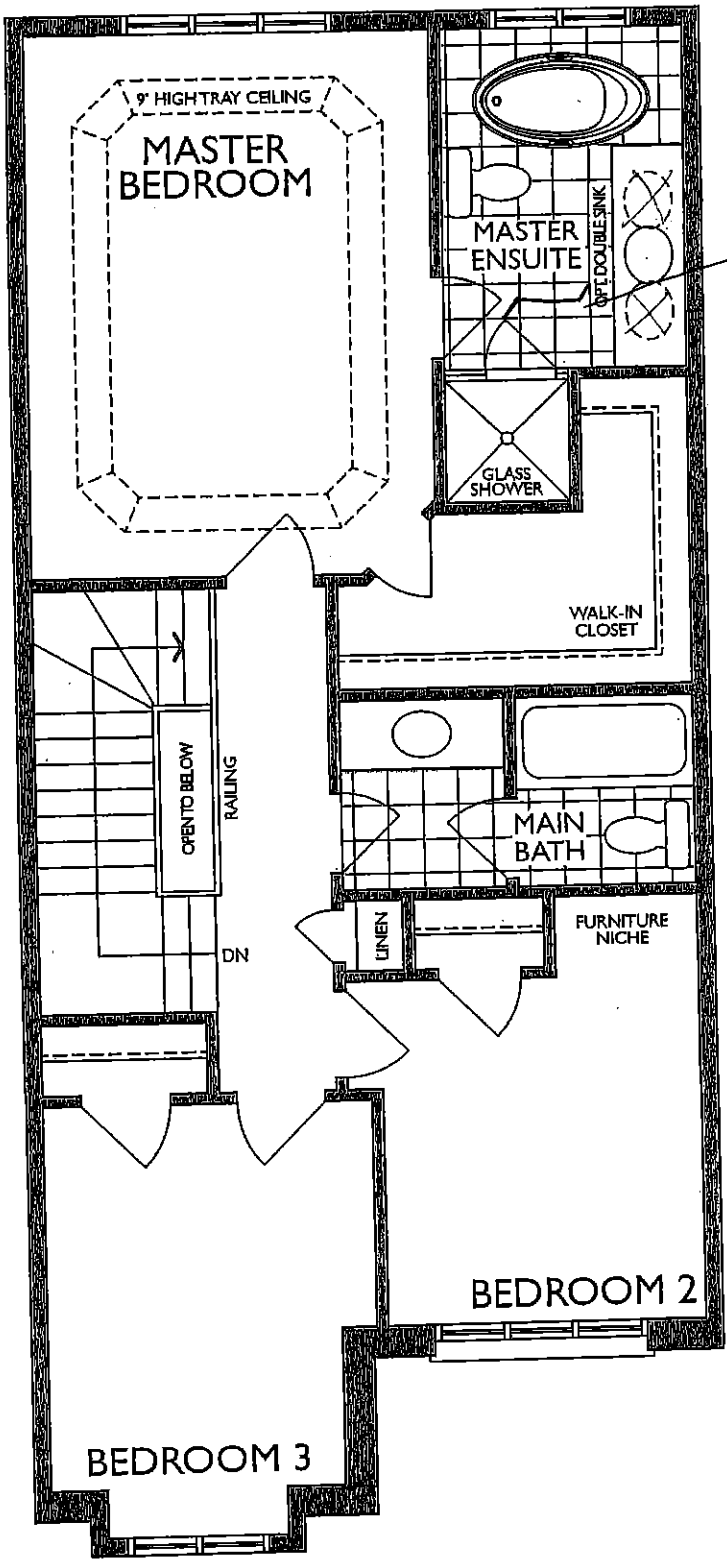 9' HIGH TRAY CEILING
MASTER
BEDROOM
MASTER
ENSUITE
OPT. DOUBLE SINK
GLASS
SHOWER
WALK-IN
CLOSET
OPEN TO BELOW
RAILING
MAIN
BATH
LINEN
FURNITURE
NICHE
DN
BEDROOM 2
BEDROOM 3